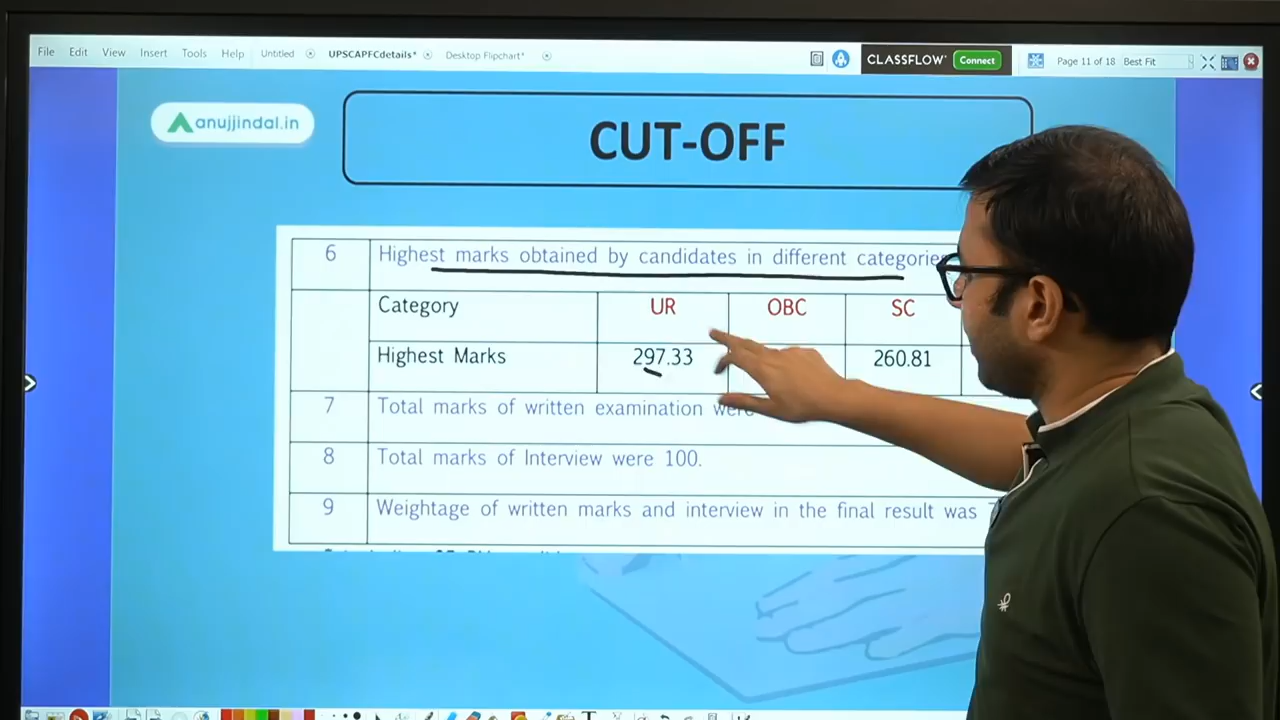 File Edit View Insert Tools Help Untitled UPSCAPFCdetails* Desktop Flipchart*
CLASSFLOW Connect
Page 11 of 18 Best Fit
anujjindal.in
CUT-OFF
6 Highest marks obtained by candidates in different categories
Category UR OBC SC
Highest Marks 297.33 260.81
7 Total marks of written examination were
8 Total marks of Interview were 100.
9 Weightage of written marks and interview in the final result was